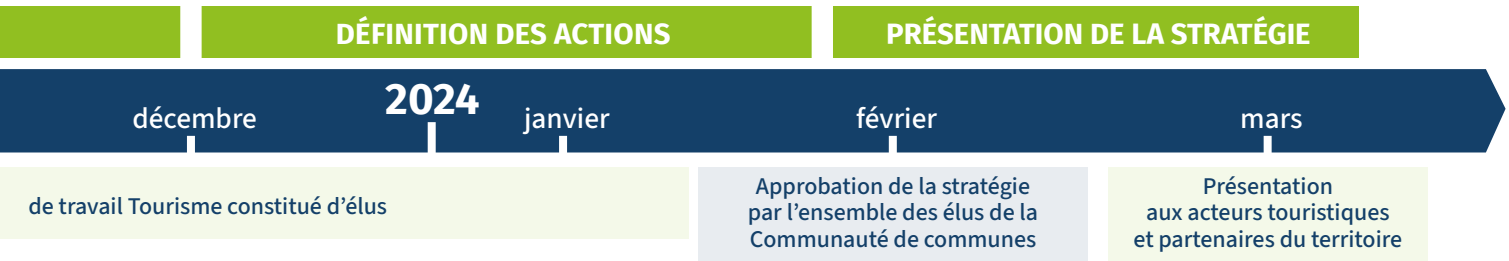 DÉFINITION DES ACTIONS
PRÉSENTATION DE LA STRATÉGIE
décembre
2024
janvier
février
mars
de travail Tourisme constitué d’élus
Approbation de la stratégie
par l’ensemble des élus de la
Communauté de communes
Présentation
aux acteurs touristiques
et partenaires du territoire